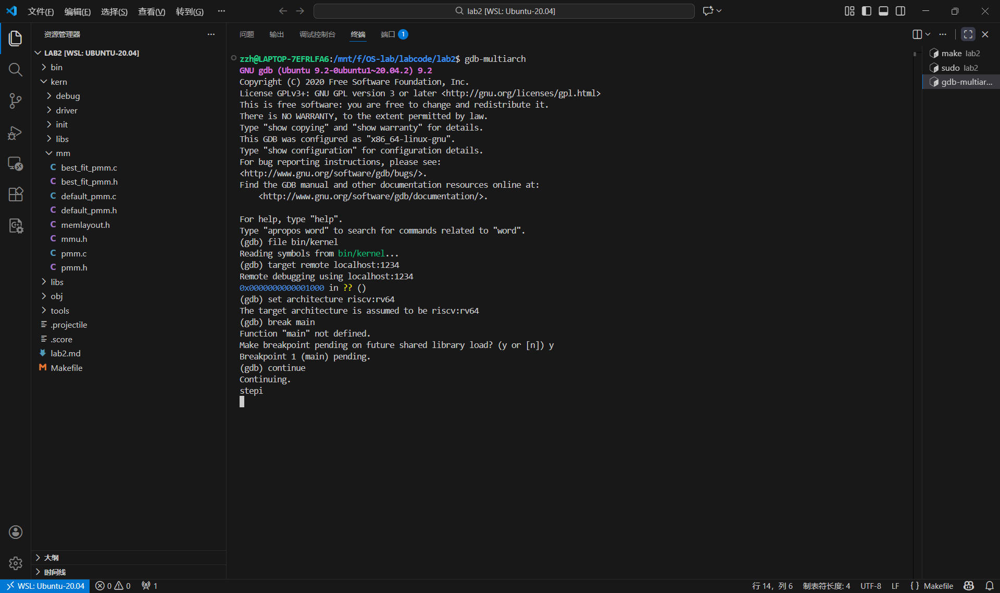 文件(F) 编辑(E) 选择(S) 查看(V) 转到(G) ···
lab2 [WSL: Ubuntu-20.04]
资源管理器
LAB2 [WSL: UBUNTU-20.04]
bin
kern
debug
driver
init
libs
mm
C best_fit_pmm.c
C best_fit_pmm.h
C default_pmm.c
C default_pmm.h
C memlayout.h
C mmu.h
C pmm.c
C pmm.h
libs
obj
tools
.projectile
.score
lab2.md
M Makefile
大纲
时间线
问题 输出 调试控制台 终端 端口 1
zzh@LAPTOP-7EFRLFA6:/mnt/f/OS-lab/labcode/lab2$ gdb-multiarch
GNU gdb (Ubuntu 9.2-0ubuntu1~20.04.2) 9.2
Copyright (C) 2020 Free Software Foundation, Inc.
License GPLv3+: GNU GPL version 3 or later <http://gnu.org/licenses/gpl.html>
This is free software: you are free to change and redistribute it.
There is NO WARRANTY, to the extent permitted by law.
Type "show copying" and "show warranty" for details.
This GDB was configured as "x86_64-linux-gnu".
Type "show configuration" for configuration details.
For bug reporting instructions, please see:
<http://www.gnu.org/software/gdb/bugs/>.
Find the GDB manual and other documentation resources online at:
    <http://www.gnu.org/software/gdb/documentation/>.
For help, type "help".
Type "apropos word" to search for commands related to "word".
(gdb) file bin/kernel
Reading symbols from bin/kernel...
(gdb) target remote localhost:1234
Remote debugging using localhost:1234
0x0000000000001000 in ?? ()
(gdb) set architecture riscv:rv64
The target architecture is assumed to be riscv:rv64
(gdb) break main
Function "main" not defined.
Make breakpoint pending on future shared library load? (y or [n]) y
Breakpoint 1 (main) pending.
(gdb) continue
Continuing.
stepi
make lab2
sudo lab2
gdb-multiar...
WSL: Ubuntu-20.04 0 0 1
行 14, 列 6 制表符长度: 4 UTF-8 LF { } Makefile